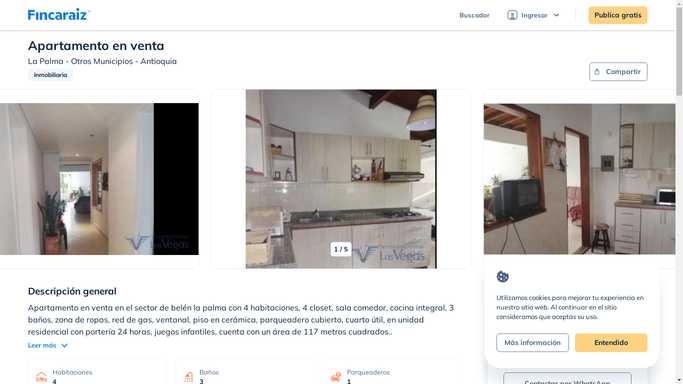 Fincaraiz
Buscador
Ingresar
Publica gratis
Apartamento en venta
La Palma - Otros Municipios - Antioquia
Inmobiliaria
Compartir
Las Vegas
1 / 5
Las Vegas
Descripción general
Apartamento en venta en el sector de belén la palma con 4 habitaciones, 4 closet, sala comedor, cocina integral, 3
baños, zona de ropas, red de gas, ventanal, piso en cerámica, parqueadero cubierto, cuarto útil, en unidad
residencial con portería 24 horas, juegos infantiles, cuenta con un área de 117 metros cuadrados..
Leer más
Habitaciones
4
Baños
3
Parqueaderos
1
Utilizamos cookies para mejorar tu experiencia en
nuestro sitio web. Al continuar en el sitio
consideramos que aceptas su uso.
Más información
Entendido
Contactar por WhatsApp